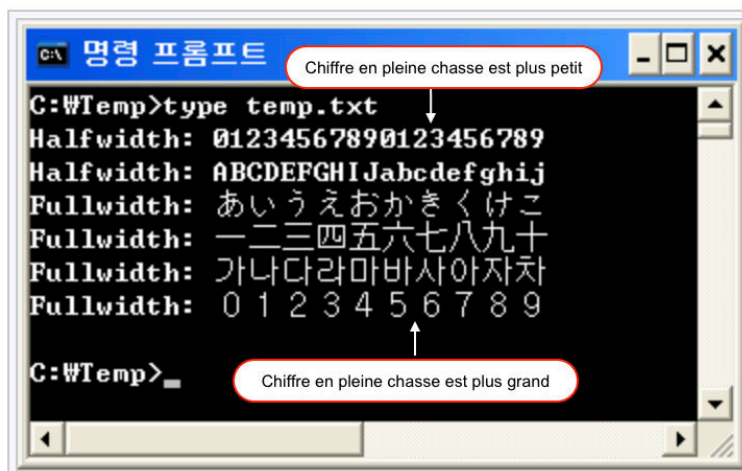 명령 프롬프트
Chiffre en pleine chasse est plus petit
C:₩Temp>type temp.txt
Halfwidth: 01234567890123456789
Halfwidth: ABCDEFGHIJabcdefghij
Fullwidth: あいうえおかきくけこ
Fullwidth: 一二三四五六七八九十
Fullwidth: 가나다라마바사아자차
Fullwidth: 0123456789
C:₩Temp>_
Chiffre en pleine chasse est plus grand